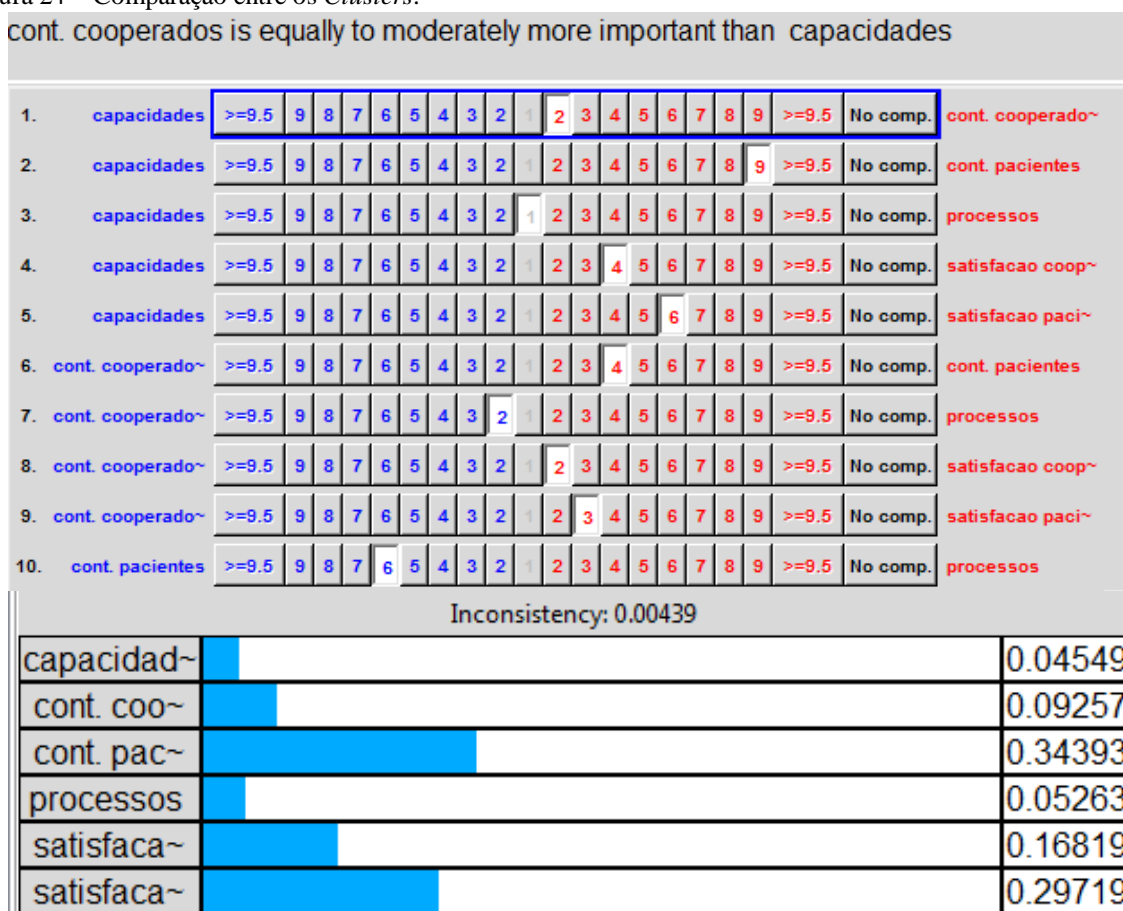 ura 24 – Comparação entre os Clusters.
cont. cooperados is equally to moderately more important than capacidades
1. capacidades >=9.5 9 8 7 6 5 4 3 2 1 2 3 4 5 6 7 8 9 >=9.5 No comp. cont. cooperado~
2. capacidades >=9.5 9 8 7 6 5 4 3 2 1 2 3 4 5 6 7 8 9 >=9.5 No comp. cont. pacientes
3. capacidades >=9.5 9 8 7 6 5 4 3 2 1 2 3 4 5 6 7 8 9 >=9.5 No comp. processos
4. capacidades >=9.5 9 8 7 6 5 4 3 2 1 2 3 4 5 6 7 8 9 >=9.5 No comp. satisfacao coop~
5. capacidades >=9.5 9 8 7 6 5 4 3 2 1 2 3 4 5 6 7 8 9 >=9.5 No comp. satisfacao paci~
6. cont. cooperado~ >=9.5 9 8 7 6 5 4 3 2 1 2 3 4 5 6 7 8 9 >=9.5 No comp. cont. pacientes
7. cont. cooperado~ >=9.5 9 8 7 6 5 4 3 2 1 2 3 4 5 6 7 8 9 >=9.5 No comp. processos
8. cont. cooperado~ >=9.5 9 8 7 6 5 4 3 2 1 2 3 4 5 6 7 8 9 >=9.5 No comp. satisfacao coop~
9. cont. cooperado~ >=9.5 9 8 7 6 5 4 3 2 1 2 3 4 5 6 7 8 9 >=9.5 No comp. satisfacao paci~
10. cont. pacientes >=9.5 9 8 7 6 5 4 3 2 1 2 3 4 5 6 7 8 9 >=9.5 No comp. processos
Inconsistency: 0.00439
capacidad~ 0.04549
cont. coo~ 0.09257
cont. pac~ 0.34393
processos 0.05263
satisfaca~ 0.16819
satisfaca~ 0.29719